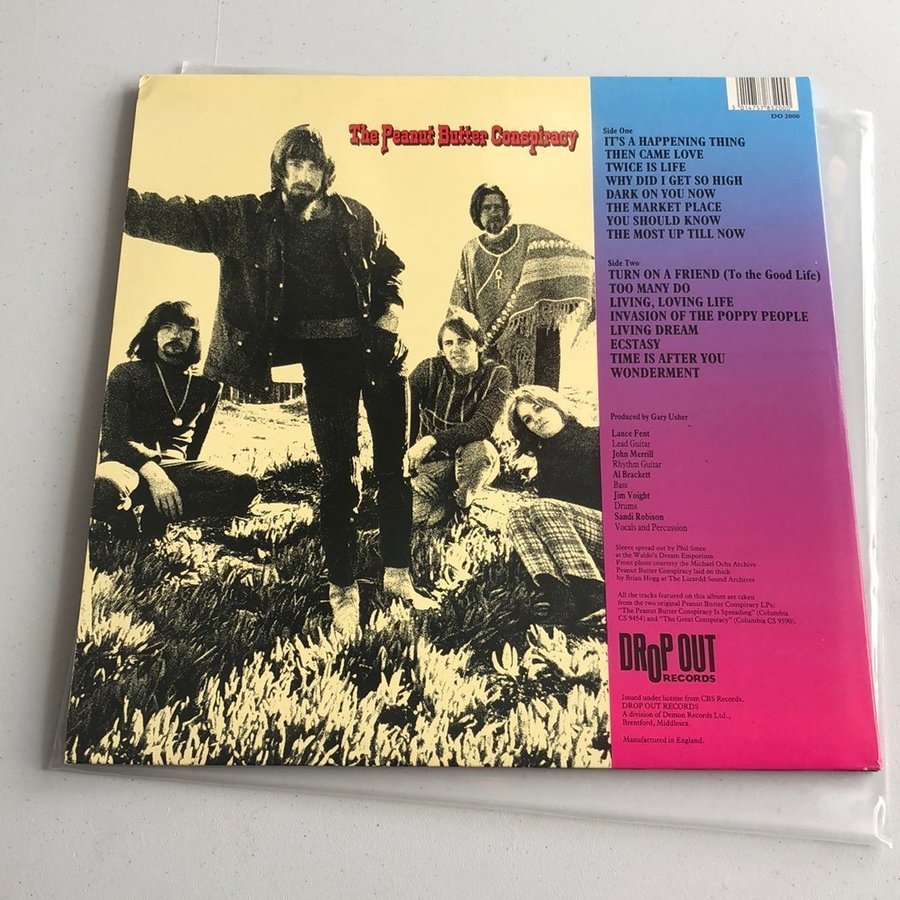 The Peanut Butter Conspiracy
DO 2000
Side One
IT'S A HAPPENING THING
THEN CAME LOVE
TWICE IS LIFE
WHY DID I GET SO HIGH
DARK ON YOU NOW
THE MARKET PLACE
YOU SHOULD KNOW
THE MOST UP TILL NOW
Side Two
TURN ON A FRIEND (To the Good Life)
TOO MANY DO
LIVING, LOVING LIFE
INVASION OF THE POPPY PEOPLE
LIVING DREAM
ECSTASY
TIME IS AFTER YOU
WONDERMENT
Produced by Gary Usher
Lance Fent
Lead Guitar
John Merrill
Rhythm Guitar
Al Brackett
Bass
Jim Voight
Drums
Sandi Robison
Vocals and Percussion
Sleeve spread out by Phil Smee
at the Waldo's Dream Emporium
Front photo courtesy the Michael Ochs Archive
Peanut Butter Conspiracy laid on thick
by Brian Hogg at The Lizardd Sound Archives
All the tracks featured on this album are taken
from the two original Peanut Butter Conspiracy LPs:
"The Peanut Butter Conspiracy Is Spreading" (Columbia
CS 9454) and "The Great Conspiracy" (Columbia CS 9590).
DROP OUT
RECORDS
Issued under license from CBS Records.
DROP OUT RECORDS
A division of Demon Records Ltd.,
Brentford, Middlesex.
Manufactured in England.